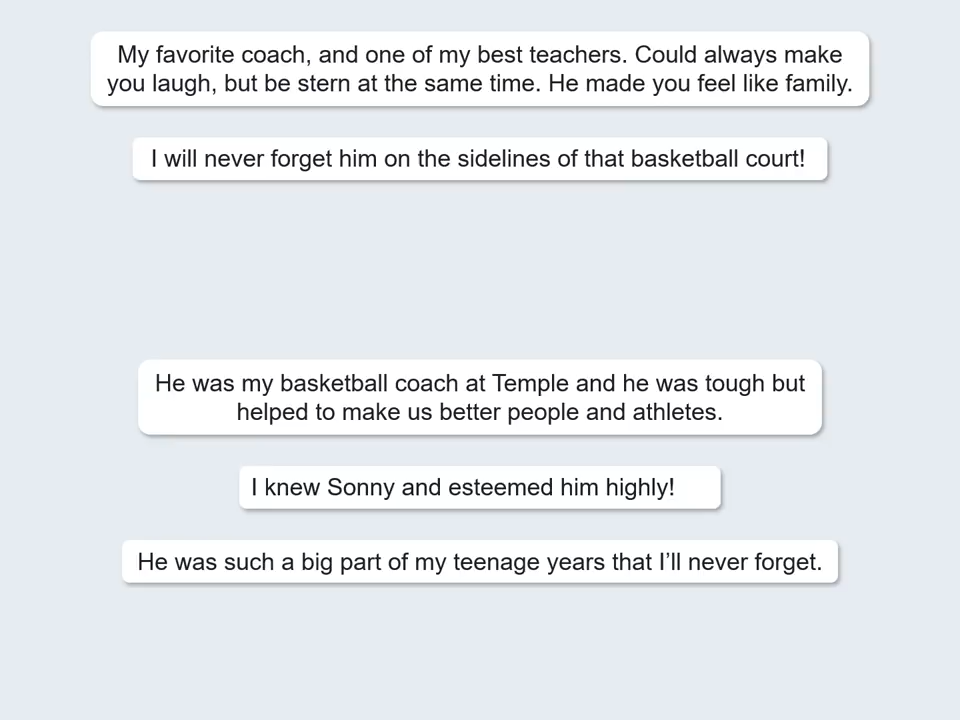 My favorite coach, and one of my best teachers. Could always make
you laugh, but be stern at the same time. He made you feel like family.
I will never forget him on the sidelines of that basketball court!
He was my basketball coach at Temple and he was tough but
helped to make us better people and athletes.
I knew Sonny and esteemed him highly!
He was such a big part of my teenage years that I’ll never forget.